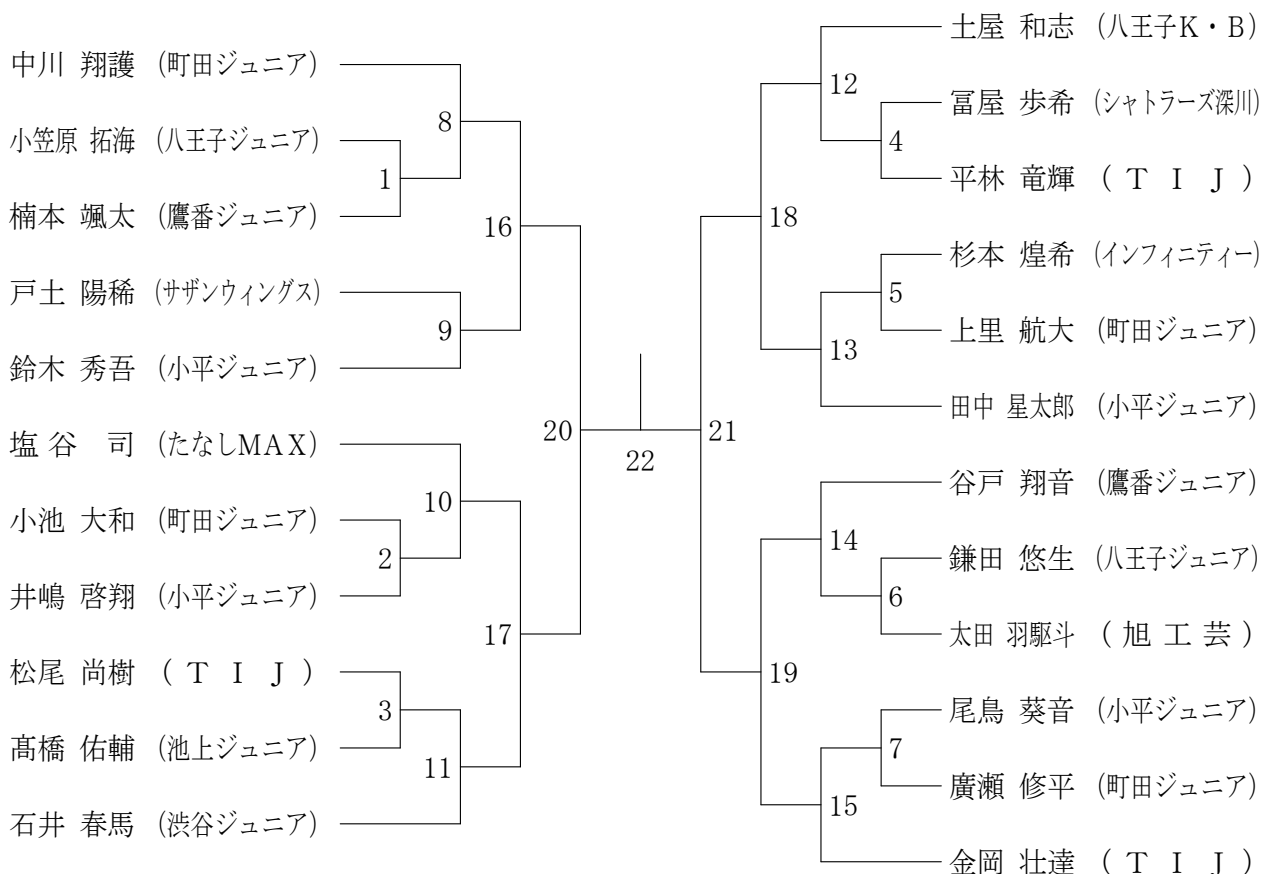 中川 翔護 (町田ジュニア)
小笠原 拓海 (八王子ジュニア)
楠本 颯太 (鷹番ジュニア)
戸士 陽稀 (サザンウィングス)
鈴木 秀吾 (小平ジュニア)
塩谷 司 (たなしMAX)
小池 大和 (町田ジュニア)
井嶋 啓翔 (小平ジュニア)
松尾 尚樹 (TIJ)
髙橋 佑輔 (池上ジュニア)
石井 春馬 (渋谷ジュニア)
1
2
3
8
9
10
11
16
17
20
22
21
18
19
12
13
14
15
4
5
6
7
土屋 和志 (八王子K・B)
冨屋 歩希 (シャトラーズ深川)
平林 竜輝 (TIJ)
杉本 煌希 (インフィニティー)
上里 航大 (町田ジュニア)
田中 星太郎 (小平ジュニア)
谷戸 翔音 (鷹番ジュニア)
鎌田 悠生 (八王子ジュニア)
太田 羽駆斗 (旭工芸)
尾鳥 葵音 (小平ジュニア)
廣瀬 修平 (町田ジュニア)
金岡 壮達 (TIJ)